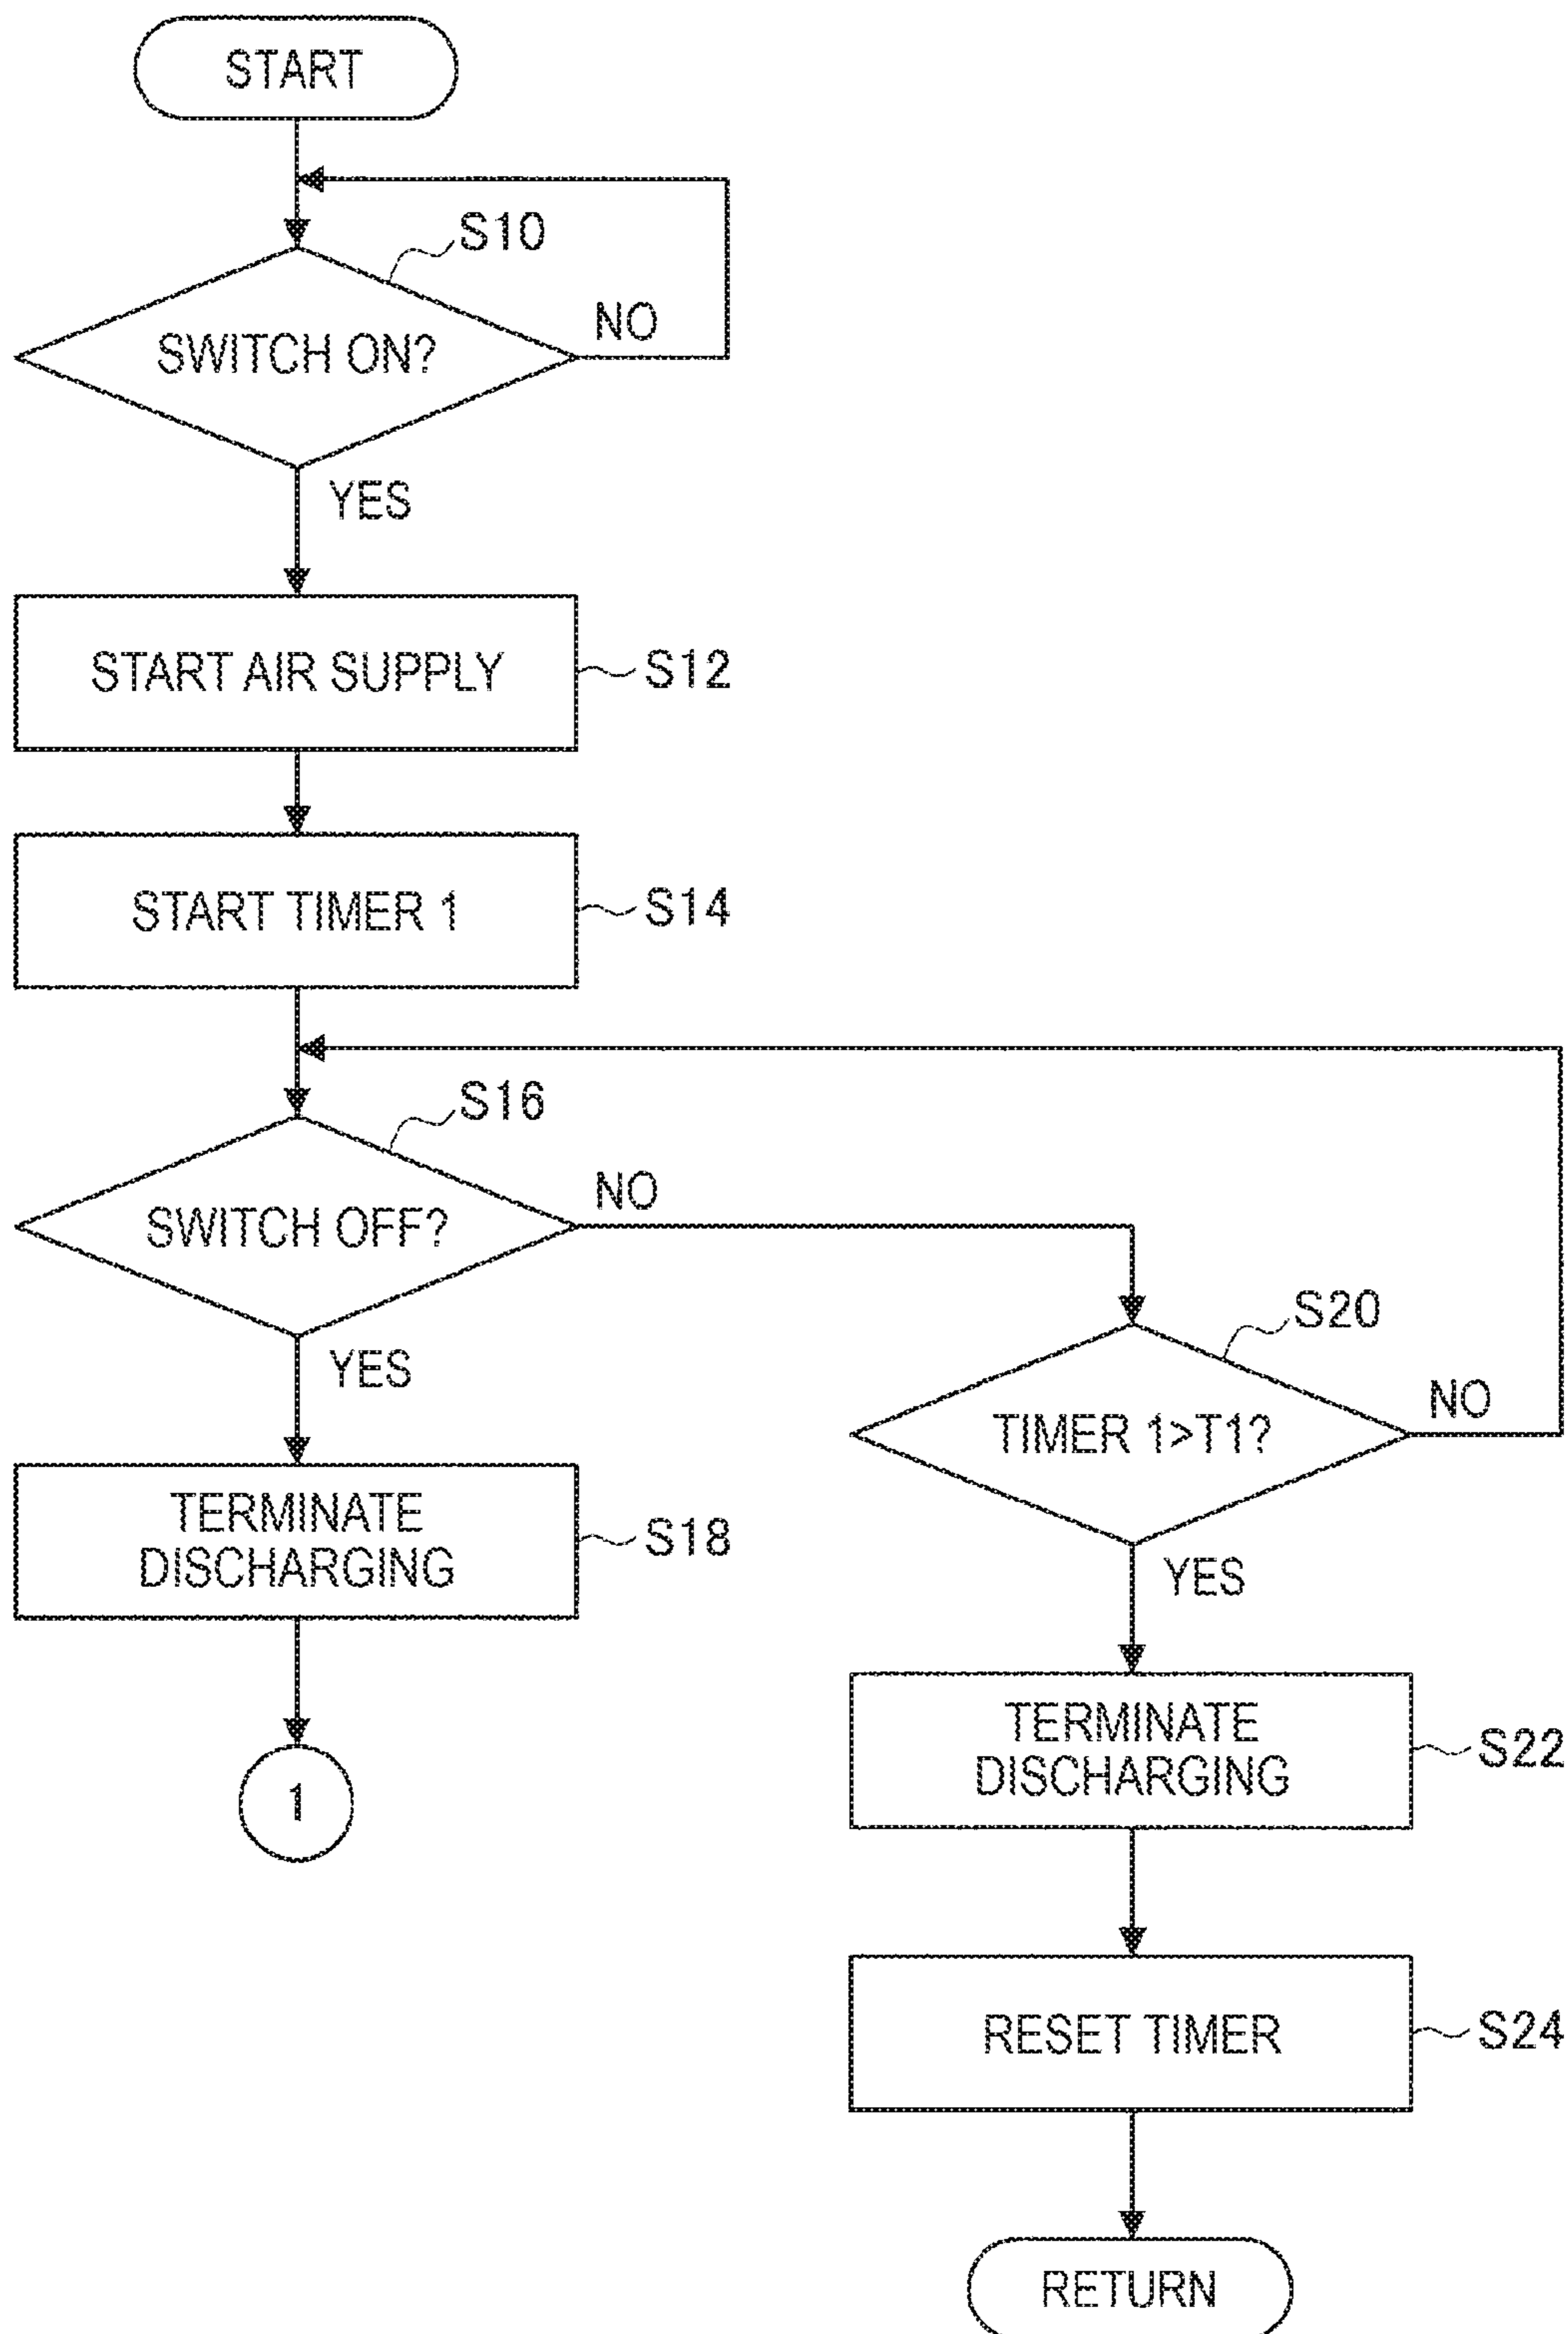 START
S10
SWITCH ON?
NO
YES
START AIR SUPPLY
S12
START TIMER 1
S14
S16
SWITCH OFF?
NO
YES
TERMINATE
DISCHARGING
S18
1
S20
TIMER 1>T1?
NO
YES
TERMINATE
DISCHARGING
S22
RESET TIMER
S24
RETURN